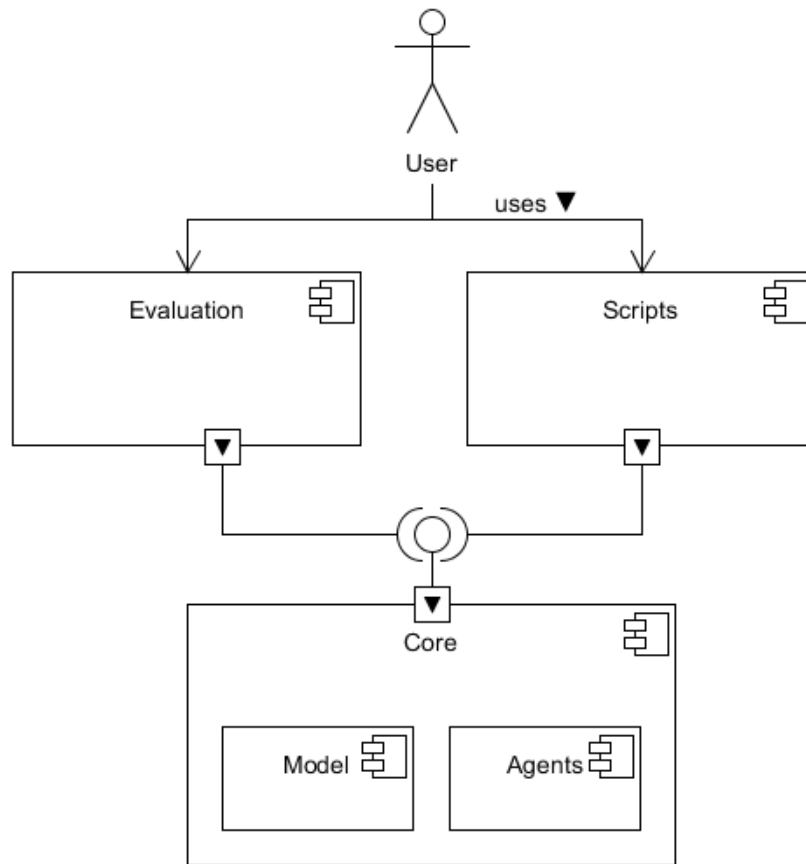 User
uses ▼
Evaluation
Scripts
Core
Model
Agents